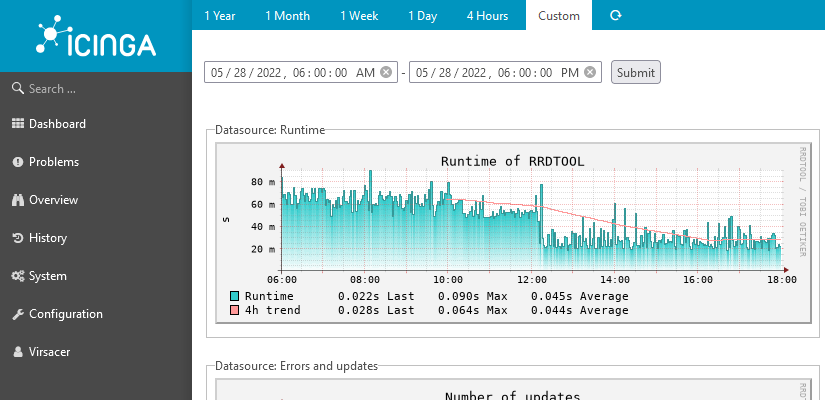 1 Year 1 Month 1 Week 1 Day 4 Hours Custom
ICINGA
05 / 28 / 2022 , 06 : 00 : 00 AM - 05 / 28 / 2022 , 06 : 00 : 00 PM Submit
Search ...
Dashboard
Problems
Overview
History
System
Configuration
Virsacer
Datasource: Runtime
Runtime of RRDTOOL
RRDTOOL / TOBI OETIKER
s
80 m
60 m
40 m
20 m
06:00 08:00 10:00 12:00 14:00 16:00 18:00
Runtime 0.022s Last 0.090s Max 0.045s Average
4h trend 0.028s Last 0.064s Max 0.044s Average
Datasource: Errors and updates
Number of updates